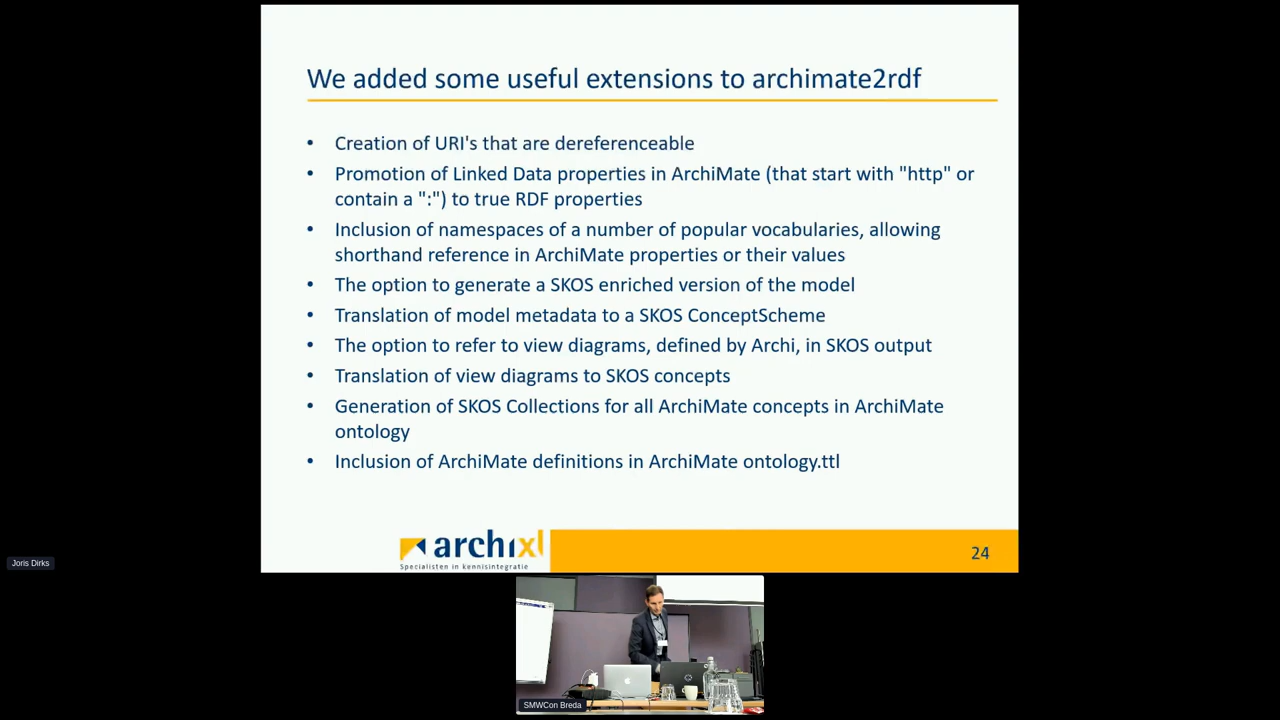 We added some useful extensions to archimate2rdf
• Creation of URI's that are dereferenceable
• Promotion of Linked Data properties in ArchiMate (that start with "http" or
contain a ":") to true RDF properties
• Inclusion of namespaces of a number of popular vocabularies, allowing
shorthand reference in ArchiMate properties or their values
• The option to generate a SKOS enriched version of the model
• Translation of model metadata to a SKOS ConceptScheme
• The option to refer to view diagrams, defined by Archi, in SKOS output
• Translation of view diagrams to SKOS concepts
• Generation of SKOS Collections for all ArchiMate concepts in ArchiMate
ontology
• Inclusion of ArchiMate definitions in ArchiMate ontology.ttl
archixl
Specialisten in kennisintegratie
24
Joris Dirks
SMWCon Breda